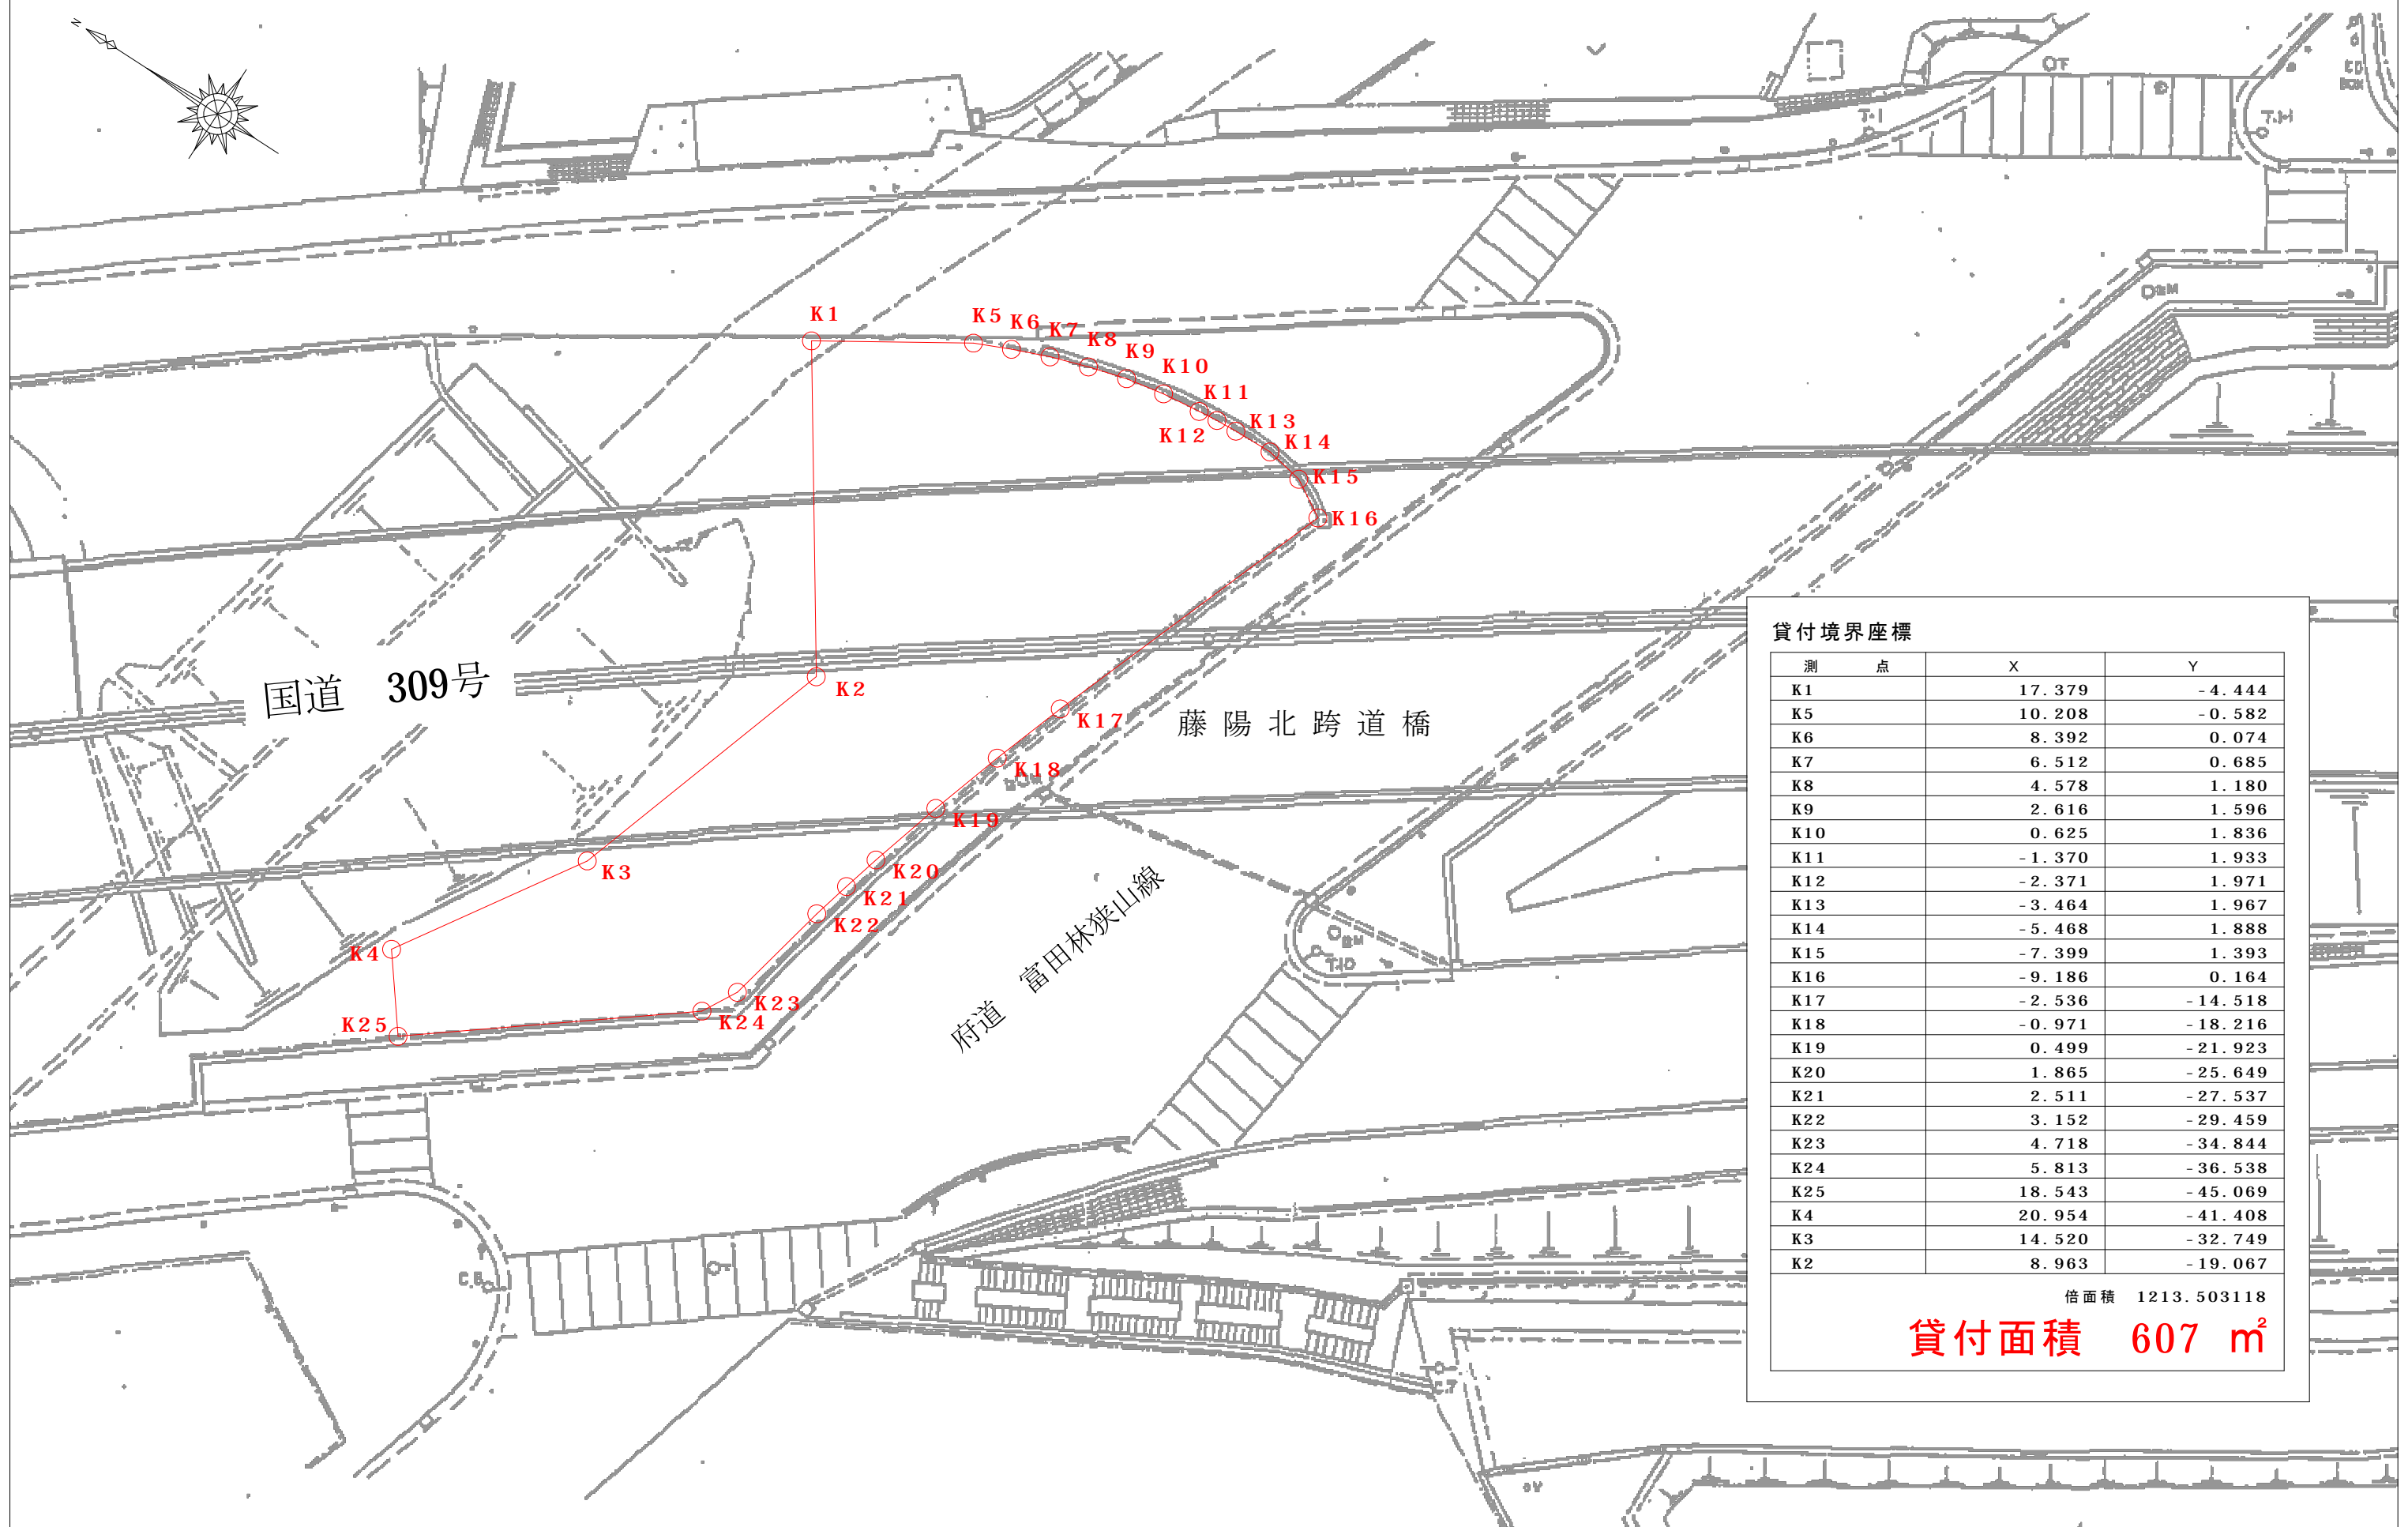 N
T.I
T.H
K1
K5
K6
K7
K8
K9
K10
K11
K12
K13
K14
K15
K16
国道 309号
K2
K17
藤陽北跨道橋
K18
K19
K3
K20
K21
K22
府道 富田林狭山線
K4
K23
K24
K25
貸付境界座標
測 点 X Y
K1 17.379 -4.444
K5 10.208 -0.582
K6 8.392 0.074
K7 6.512 0.685
K8 4.578 1.180
K9 2.616 1.596
K10 0.625 1.836
K11 -1.370 1.933
K12 -2.371 1.971
K13 -3.464 1.967
K14 -5.468 1.888
K15 -7.399 1.393
K16 -9.186 0.164
K17 -2.536 -14.518
K18 -0.971 -18.216
K19 0.499 -21.923
K20 1.865 -25.649
K21 2.511 -27.537
K22 3.152 -29.459
K23 4.718 -34.844
K24 5.813 -36.538
K25 18.543 -45.069
K4 20.954 -41.408
K3 14.520 -32.749
K2 8.963 -19.067
倍面積 1213.503118
貸付面積 607 ㎡